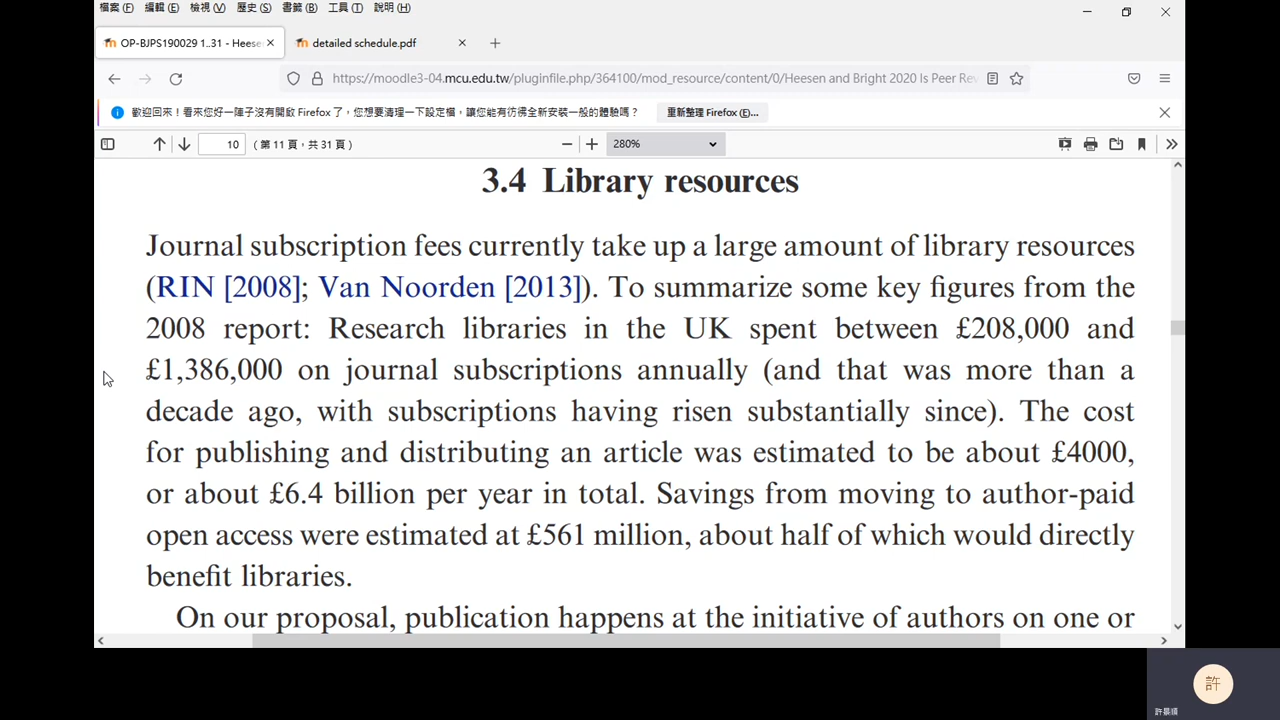 檔案(F) 編輯(E) 檢視(V) 歷史(S) 書籤(B) 工具(T) 說明(H)
OP-BJPS190029 1..31 - Heese
detailed schedule.pdf
https://moodle3-04.mcu.edu.tw/pluginfile.php/364100/mod_resource/content/0/Heesen and Bright 2020 Is Peer Rev
歡迎回來！看來您好一陣子沒有開啟 Firefox 了，您想要清理一下設定檔，讓您能有彷彿全新安裝一般的體驗嗎？ 重新整理 Firefox (E)...
10 (第 11 頁，共 31 頁) 280%
3.4 Library resources
Journal subscription fees currently take up a large amount of library resources
(RIN [2008]; Van Noorden [2013]). To summarize some key figures from the
2008 report: Research libraries in the UK spent between £208,000 and
£1,386,000 on journal subscriptions annually (and that was more than a
decade ago, with subscriptions having risen substantially since). The cost
for publishing and distributing an article was estimated to be about £4000,
or about £6.4 billion per year in total. Savings from moving to author-paid
open access were estimated at £561 million, about half of which would directly
benefit libraries.
On our proposal, publication happens at the initiative of authors on one or
許